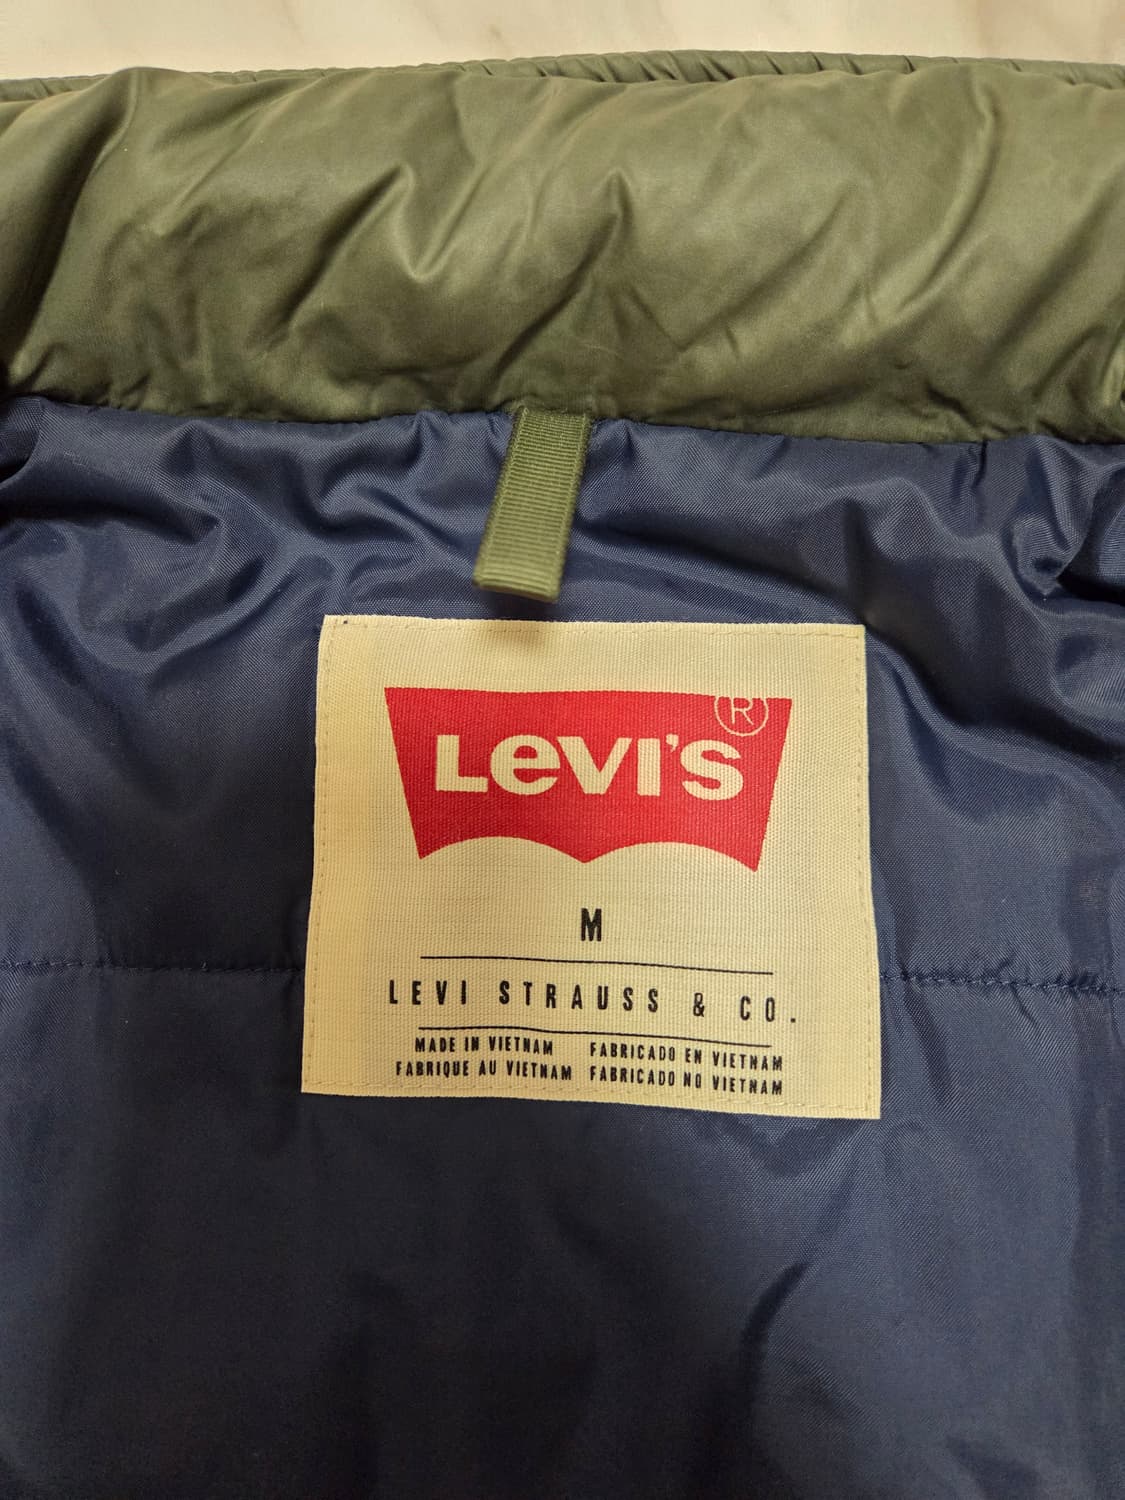 LEVI'S®
M
LEVI STRAUSS & CO.
MADE IN VIETNAM FABRICADO EN VIETNAM
FABRIQUE AU VIETNAM FABRICADO NO VIETNAM